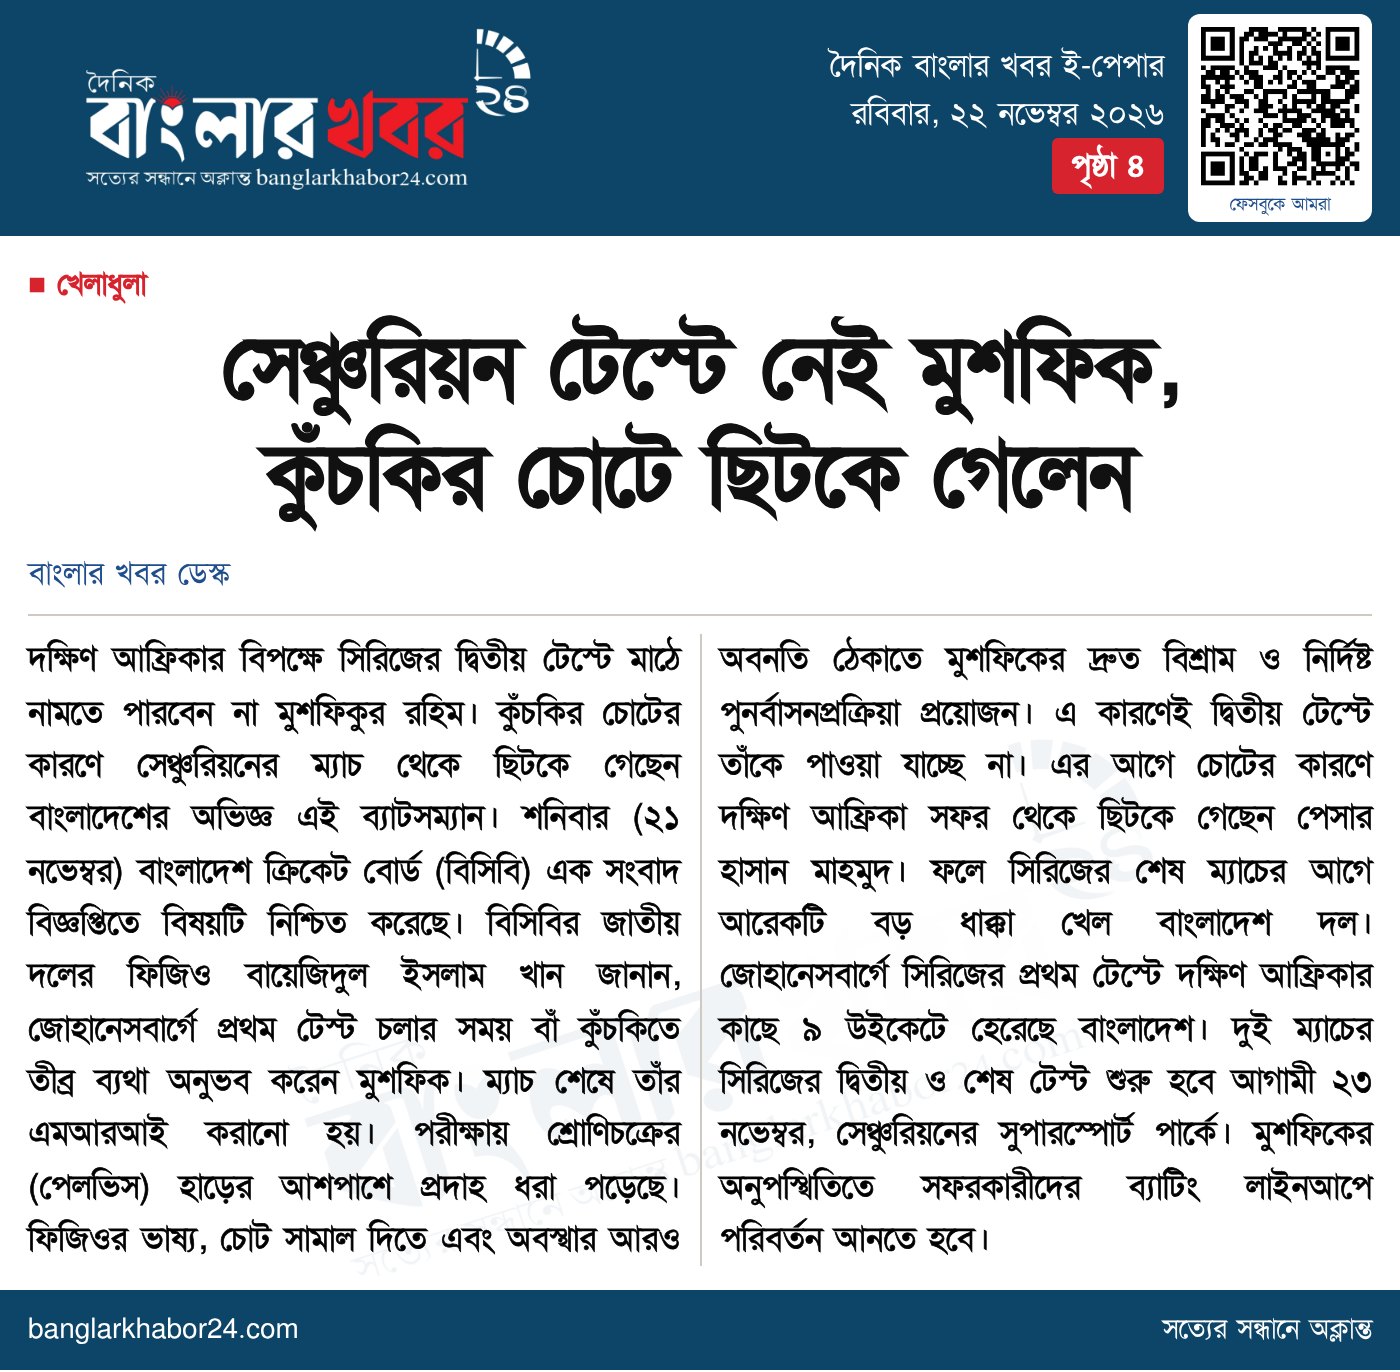 দৈনিক
বাংলার খবর
২৪
সত্যের সন্ধানে অক্লান্ত banglarkhabor24.com
দৈনিক বাংলার খবর ই-পেপার
রবিবার, ২২ নভেম্বর ২০২৬
পৃষ্ঠা ৪
ফেসবুকে আমরা
খেলাধুলা
সেঞ্চুরিয়ন টেস্টে নেই মুশফিক,
কুঁচকির চোটে ছিটকে গেলেন
বাংলার খবর ডেস্ক
দক্ষিণ আফ্রিকার বিপক্ষে সিরিজের দ্বিতীয় টেস্টে মাঠে
নামতে পারবেন না মুশফিকুর রহিম। কুঁচকির চোটের
কারণে সেঞ্চুরিয়নের ম্যাচ থেকে ছিটকে গেছেন
বাংলাদেশের অভিজ্ঞ এই ব্যাটসম্যান। শনিবার (২১
নভেম্বর) বাংলাদেশ ক্রিকেট বোর্ড (বিসিবি) এক সংবাদ
বিজ্ঞপ্তিতে বিষয়টি নিশ্চিত করেছে। বিসিবির জাতীয়
দলের ফিজিও বায়েজিদুল ইসলাম খান জানান,
জোহানেসবার্গে প্রথম টেস্ট চলার সময় বাঁ কুঁচকিতে
তীব্র ব্যথা অনুভব করেন মুশফিক। ম্যাচ শেষে তাঁর
এমআরআই করানো হয়। পরীক্ষায় শ্রোণিচক্রের
(পেলভিস) হাড়ের আশপাশে প্রদাহ ধরা পড়েছে।
ফিজিওর ভাষ্য, চোট সামাল দিতে এবং অবস্থার আরও
অবনতি ঠেকাতে মুশফিকের দ্রুত বিশ্রাম ও নির্দিষ্ট
পুনর্বাসনপ্রক্রিয়া প্রয়োজন। এ কারণেই দ্বিতীয় টেস্টে
তাঁকে পাওয়া যাচ্ছে না। এর আগে চোটের কারণে
দক্ষিণ আফ্রিকা সফর থেকে ছিটকে গেছেন পেসার
হাসান মাহমুদ। ফলে সিরিজের শেষ ম্যাচের আগে
আরেকটি বড় ধাক্কা খেল বাংলাদেশ দল।
জোহানেসবার্গে সিরিজের প্রথম টেস্টে দক্ষিণ আফ্রিকার
কাছে ৯ উইকেটে হেরেছে বাংলাদেশ। দুই ম্যাচের
সিরিজের দ্বিতীয় ও শেষ টেস্ট শুরু হবে আগামী ২৩
নভেম্বর, সেঞ্চুরিয়নের সুপারস্পোর্ট পার্কে। মুশফিকের
অনুপস্থিতিতে সফরকারীদের ব্যাটিং লাইনআপে
পরিবর্তন আনতে হবে।
banglarkhabor24.com
সত্যের সন্ধানে অক্লান্ত